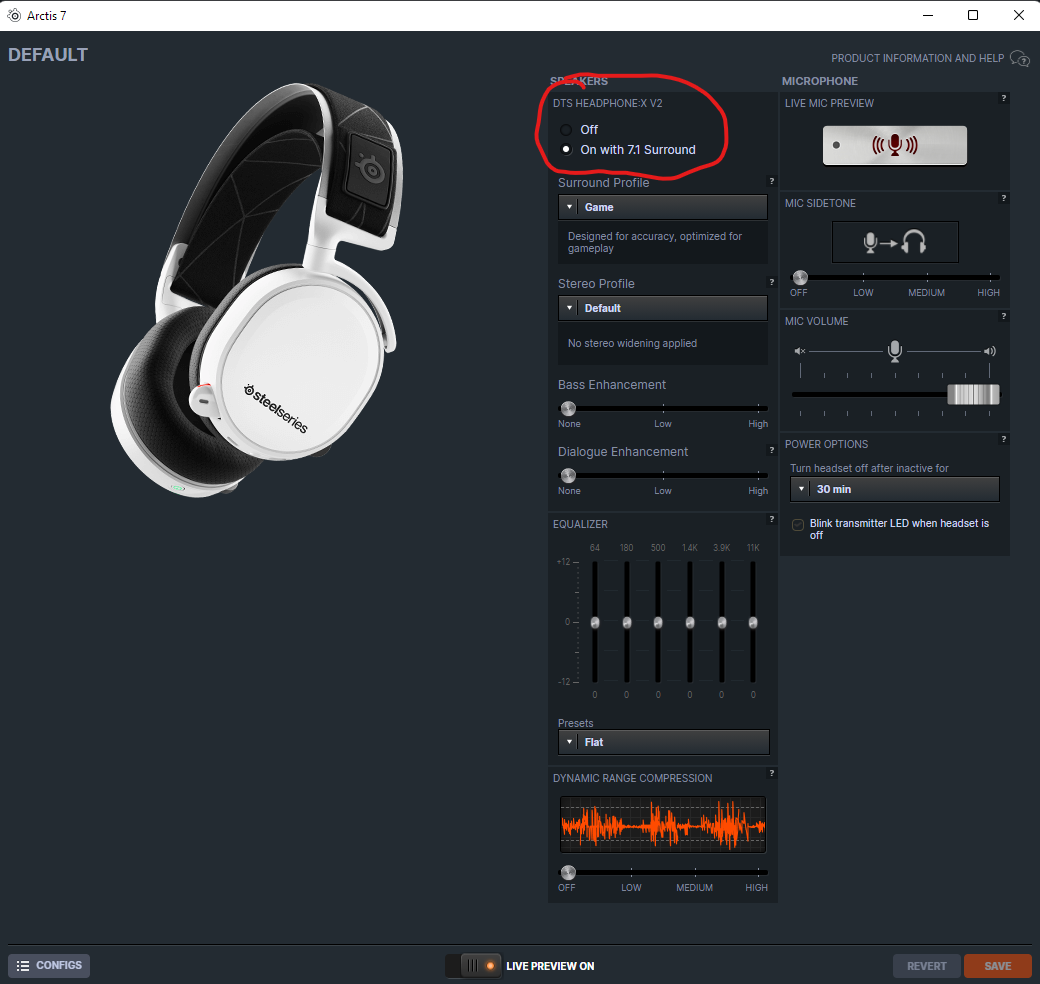 Arctis 7
DEFAULT
PRODUCT INFORMATION AND HELP
SPEAKERS
DTS HEADPHONE:X V2
Off
On with 7.1 Surround
Surround Profile
?
Game
Designed for accuracy, optimized for
gameplay
Stereo Profile
?
Default
No stereo widening applied
Bass Enhancement
None Low High
Dialogue Enhancement
?
None Low High
EQUALIZER
?
64 180 500 1.4K 3.9K 11K
+12
0
-12
0 0 0 0 0 0
Presets
Flat
DYNAMIC RANGE COMPRESSION
?
OFF LOW MEDIUM HIGH
MICROPHONE
LIVE MIC PREVIEW
?
MIC SIDETONE
?
OFF LOW MEDIUM HIGH
MIC VOLUME
?
POWER OPTIONS
?
Turn headset off after inactive for
30 min
Blink transmitter LED when headset is
off
steelseries
CONFIGS
LIVE PREVIEW ON
REVERT
SAVE